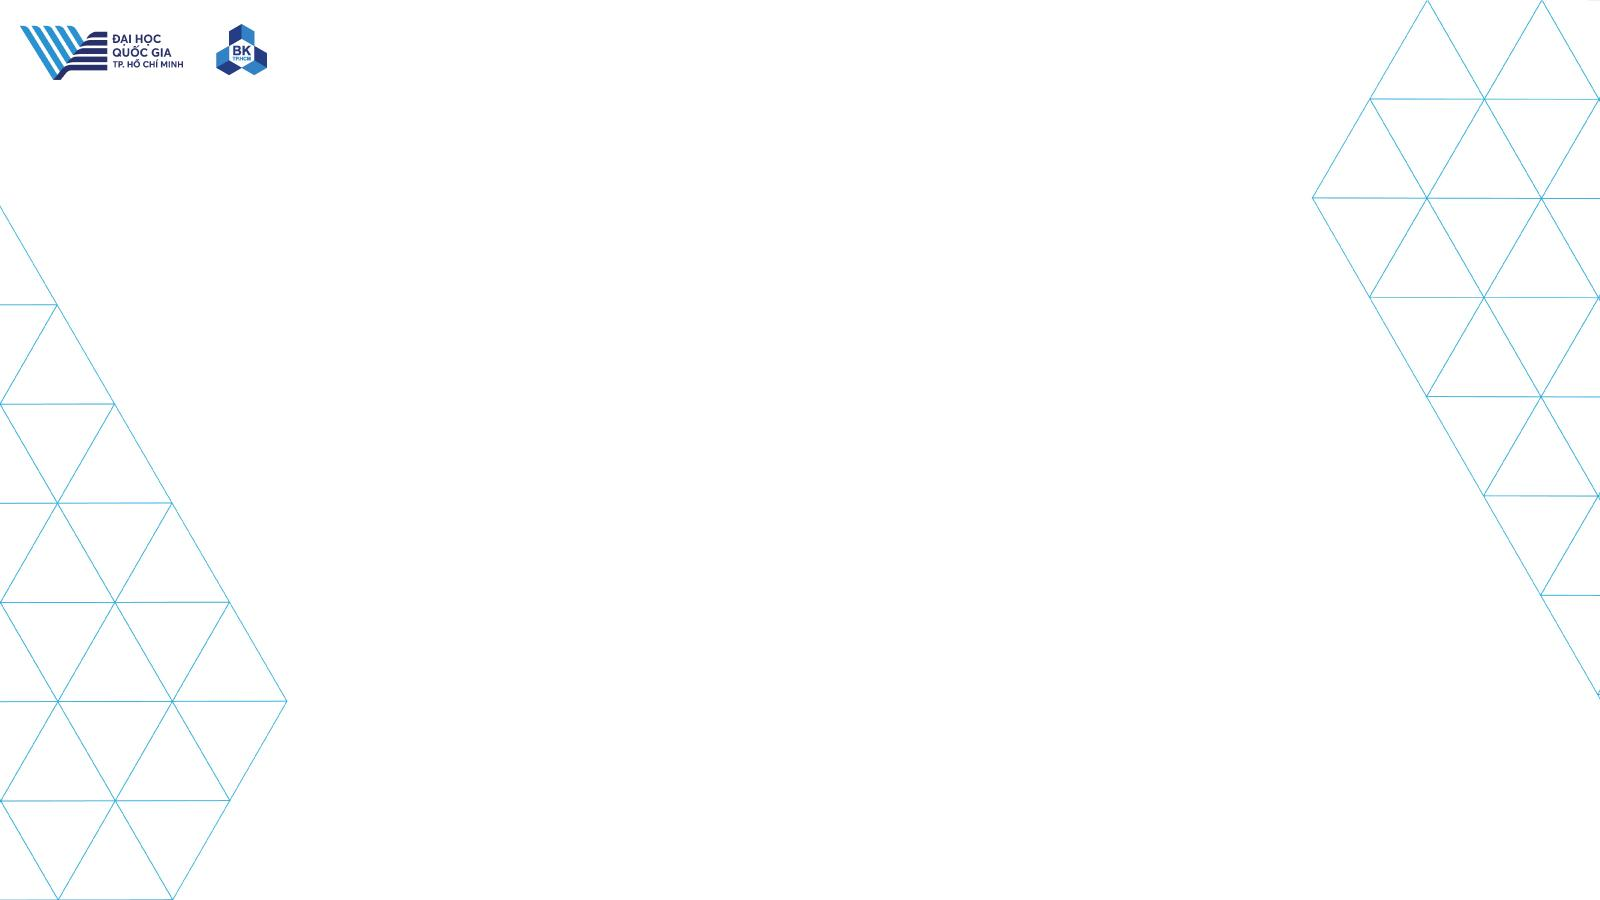 ĐẠI HỌC
QUỐC GIA
TP. HỒ CHÍ MINH
BK
TP.HCM